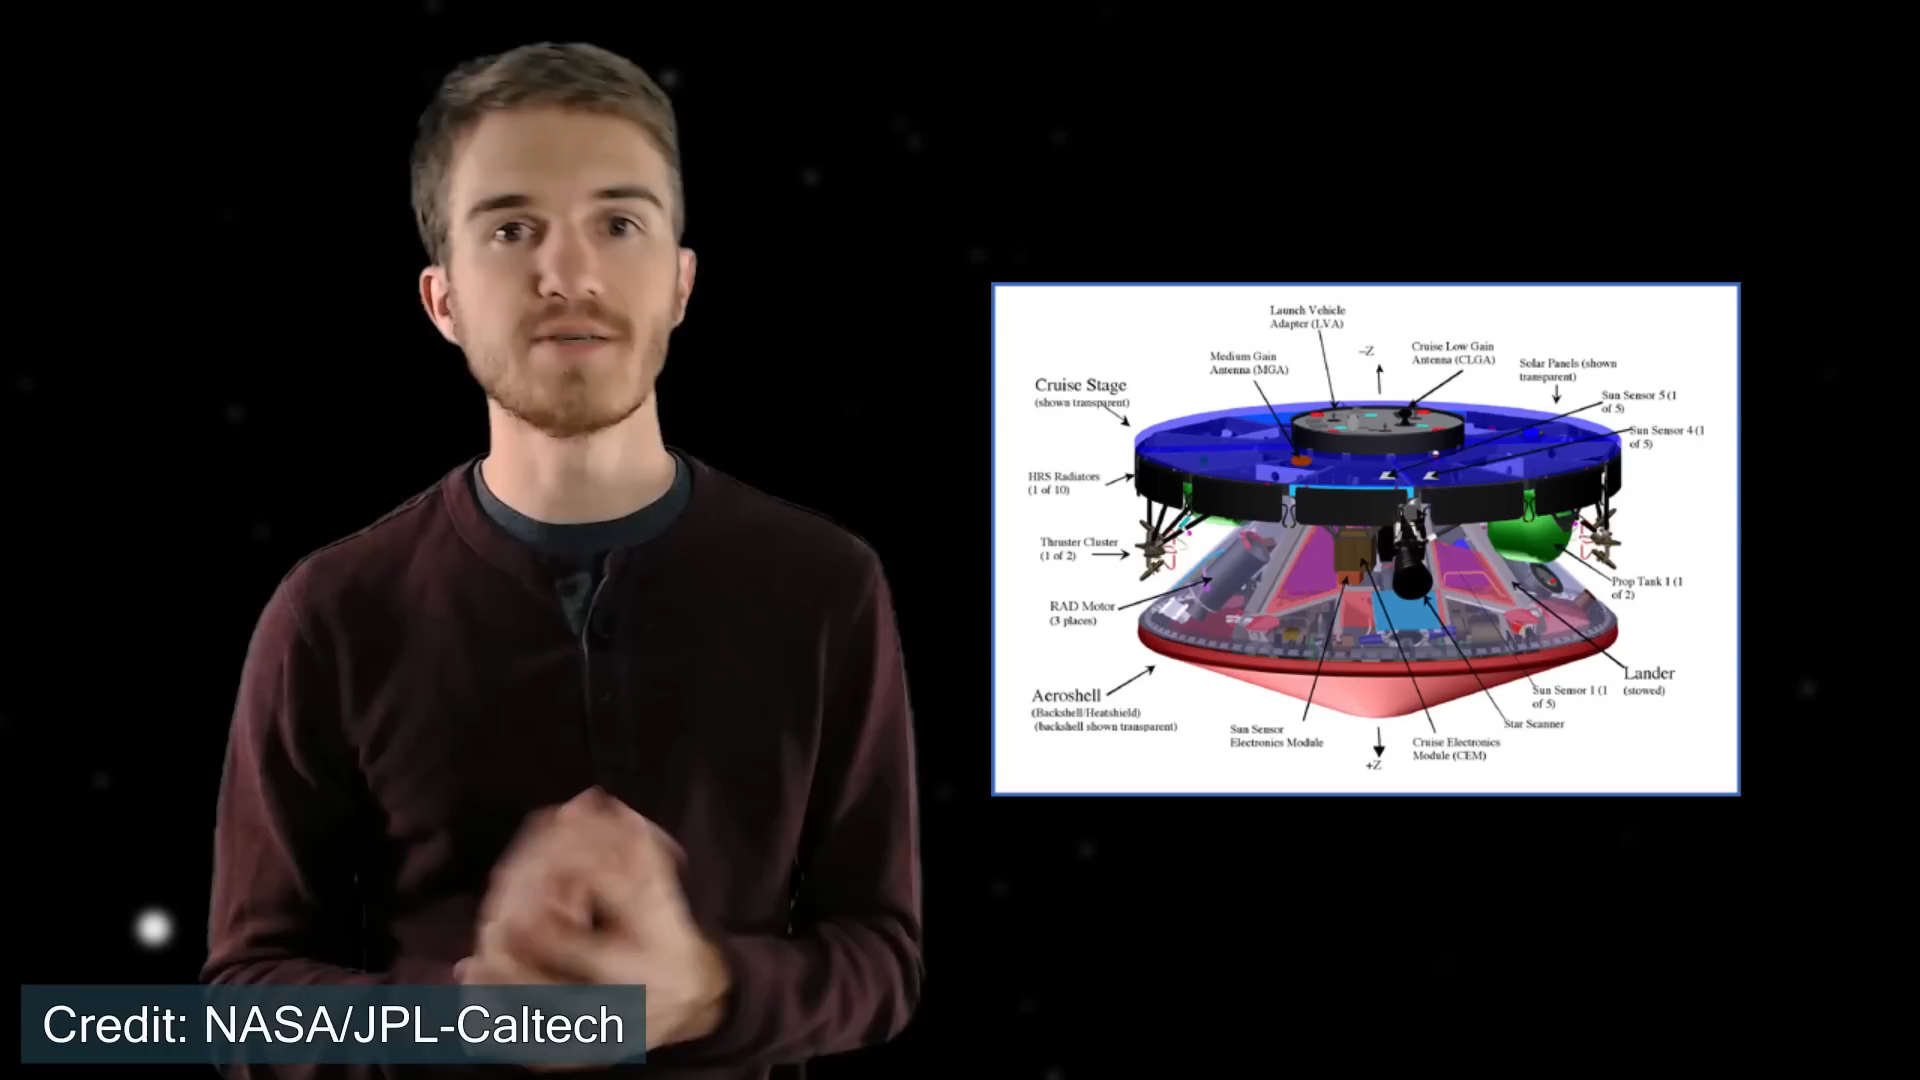 Launch Vehicle
Adapter (LVA)
−Z
Cruise Low Gain
Antenna (CLGA)
Medium Gain
Antenna (MGA)
Solar Panels (shown
transparent)
Cruise Stage
(shown transparent)
Sun Sensor 5 (1
of 5)
Sun Sensor 4 (1
of 5)
HRS Radiators
(1 of 10)
Thruster Cluster
(1 of 2)
Prop Tank 1 (1
of 2)
RAD Motor
(3 places)
Lander
(stowed)
Aeroshell
(Backshell/Heatshield)
(backshell shown transparent)
Sun Sensor 1 (1
of 5)
Star Scanner
Sun Sensor
Electronics Module
Cruise Electronics
Module (CEM)
+Z
Credit: NASA/JPL-Caltech